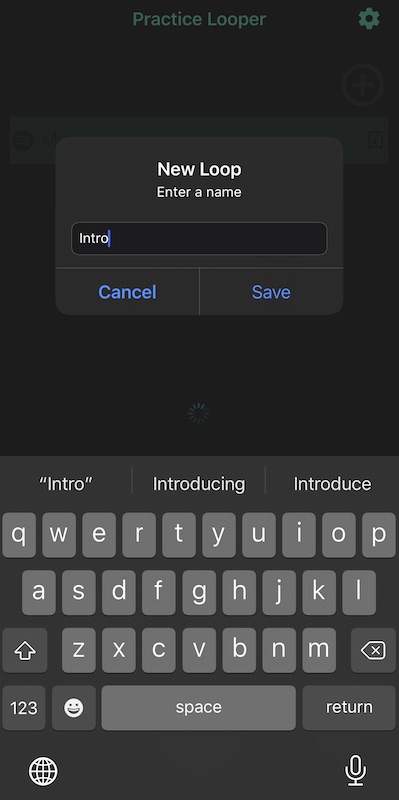 Practice Looper
New Loop
Enter a name
Intro
Cancel Save
“Intro” Introducing Introduce
q w e r t y u i o p
a s d f g h j k l
z x c v b n m
123 space return